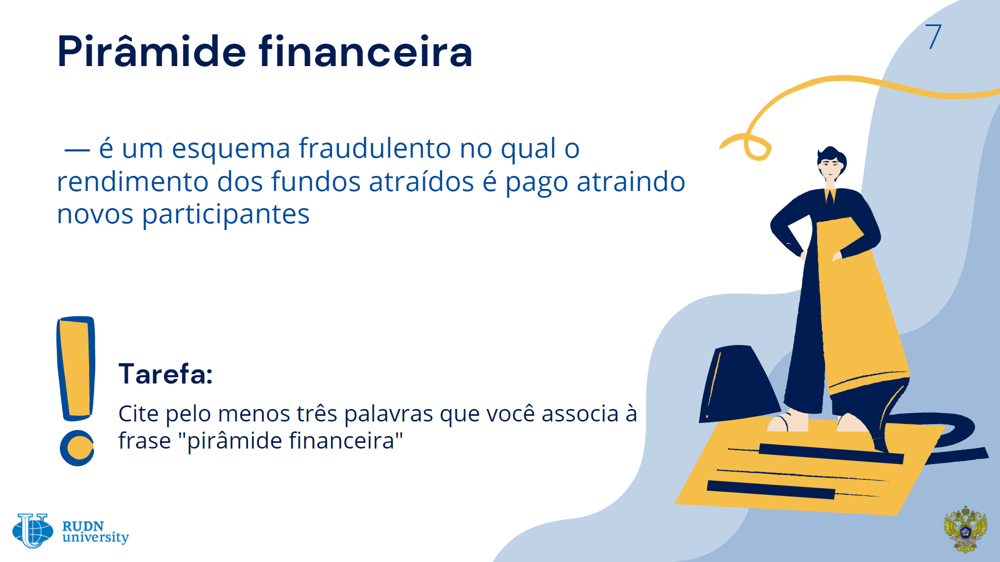 Pirâmide financeira
7
— é um esquema fraudulento no qual o
rendimento dos fundos atraídos é pago atraindo
novos participantes
Tarefa:
Cite pelo menos três palavras que você associa à
frase "pirâmide financeira"
RUDN
university